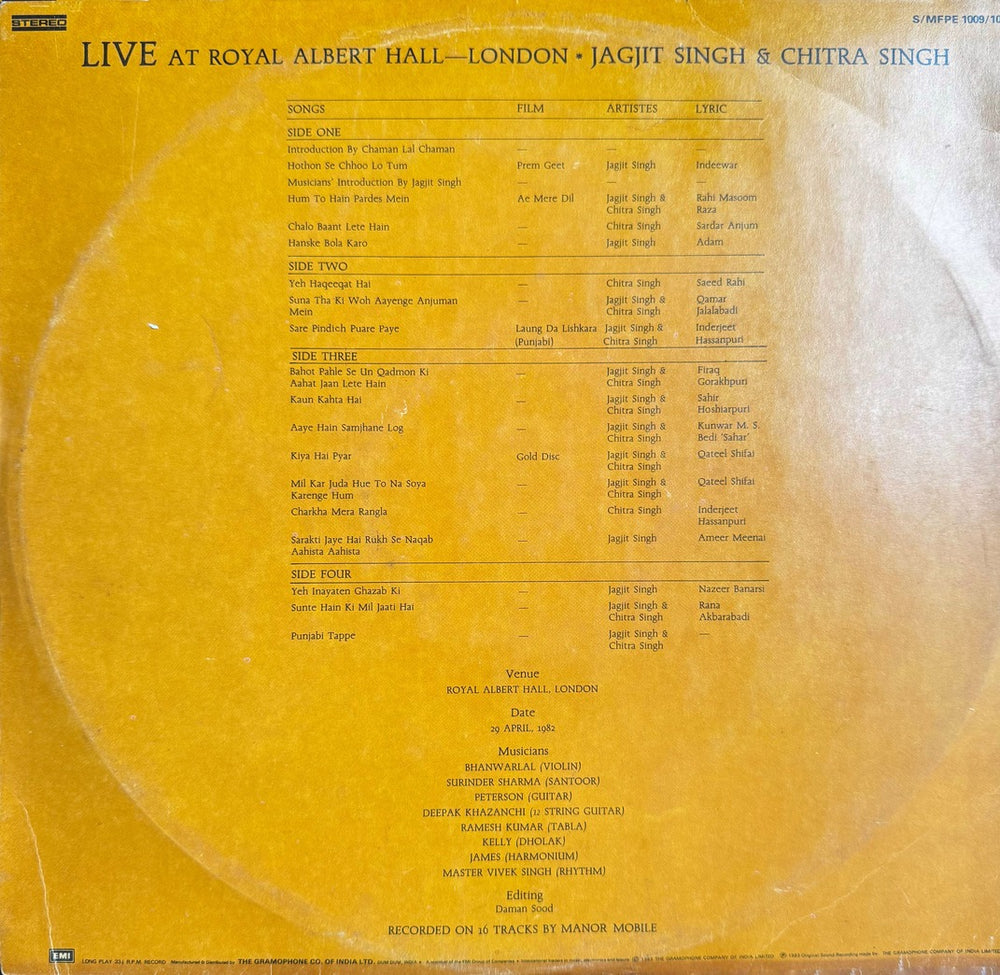 STEREO
S/MFPE 1009/10
LIVE AT ROYAL ALBERT HALL—LONDON * JAGJIT SINGH & CHITRA SINGH
SONGS FILM ARTISTES LYRIC
SIDE ONE
Introduction By Chaman Lal Chaman — — —
Hothon Se Chhoo Lo Tum Prem Geet Jagjit Singh Indeewar
Musicians' Introduction By Jagjit Singh — — —
Hum To Hain Pardes Mein Ae Mere Dil Jagjit Singh & Rahi Masoom
Chitra Singh Raza
Chalo Baant Lete Hain — Chitra Singh Sardar Anjum
Hanske Bola Karo — Jagjit Singh Adam
SIDE TWO
Yeh Haqeeqat Hai — Chitra Singh Saeed Rahi
Suna Tha Ki Woh Aayenge Anjuman — Jagjit Singh & Qamar
Mein Chitra Singh Jalalabadi
Sare Pindich Puare Paye Laung Da Lishkara Jagjit Singh & Inderjeet
(Punjabi) Chitra Singh Hassanpuri
SIDE THREE
Bahot Pahle Se Un Qadmon Ki — Jagjit Singh & Firaq
Aahat Jaan Lete Hain Chitra Singh Gorakhpuri
Kaun Kahta Hai — Jagjit Singh & Sahir
Chitra Singh Hoshiarpuri
Aaye Hain Samjhane Log — Jagjit Singh & Kunwar M. S.
Chitra Singh Bedi 'Sahar'
Kiya Hai Pyar Gold Disc Jagjit Singh & Qateel Shifai
Chitra Singh
Mil Kar Juda Hue To Na Soya — Jagjit Singh & Qateel Shifai
Karenge Hum Chitra Singh
Charkha Mera Rangla — Chitra Singh Inderjeet
Hassanpuri
Sarakti Jaye Hai Rukh Se Naqab — Jagjit Singh Ameer Meenai
Aahista Aahista
SIDE FOUR
Yeh Inayaten Ghazab Ki — Jagjit Singh Nazeer Banarsi
Sunte Hain Ki Mil Jaati Hai — Jagjit Singh & Rana
Chitra Singh Akbarabadi
Punjabi Tappe — Jagjit Singh & —
Chitra Singh
Venue
ROYAL ALBERT HALL, LONDON
Date
29 APRIL, 1982
Musicians
BHANWARLAL (VIOLIN)
SURINDER SHARMA (SANTOOR)
PETERSON (GUITAR)
DEEPAK KHAZANCHI (12 STRING GUITAR)
RAMESH KUMAR (TABLA)
KELLY (DHOLAK)
JAMES (HARMONIUM)
MASTER VIVEK SINGH (RHYTHM)
Editing
Daman Sood
RECORDED ON 16 TRACKS BY MANOR MOBILE
EMI LONG PLAY 33⅓ R.P.M. RECORD Manufactured & Distributed by THE GRAMOPHONE CO. OF INDIA LTD. DUM DUM, INDIA